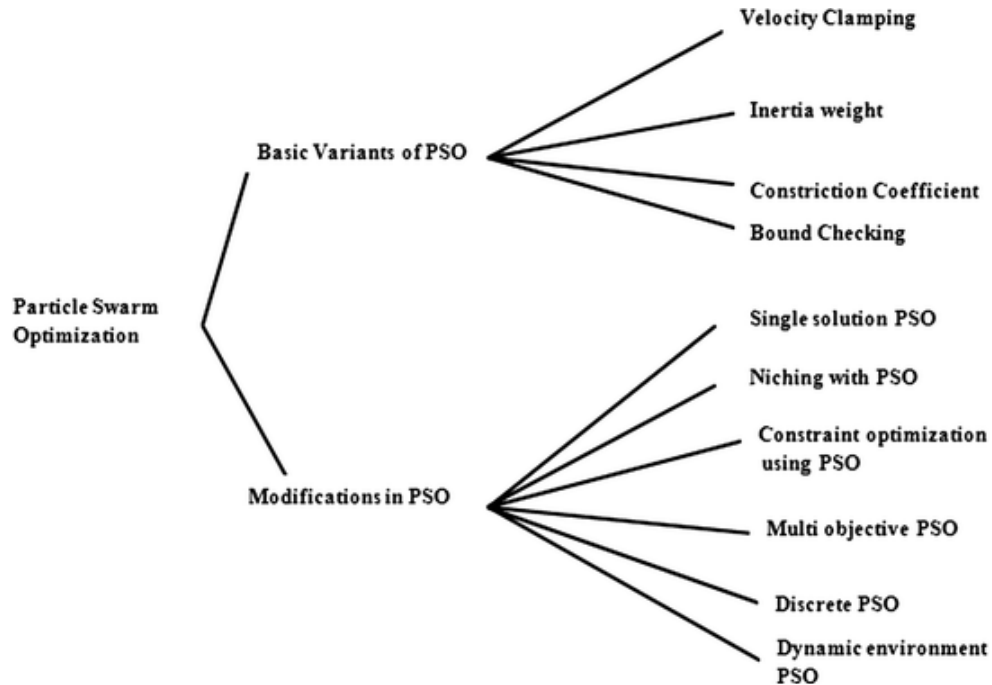 Velocity Clamping
Inertia weight
Basic Variants of PSO
Constriction Coefficient
Bound Checking
Particle Swarm
Optimization
Single solution PSO
Niching with PSO
Constraint optimization
using PSO
Modifications in PSO
Multi objective PSO
Discrete PSO
Dynamic environment
PSO